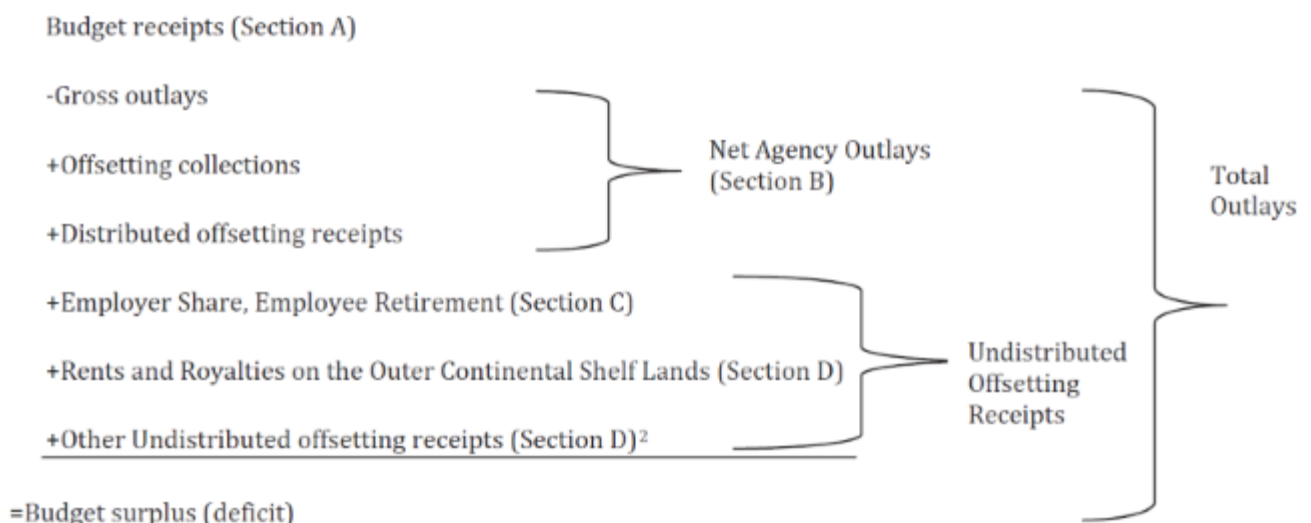 Budget receipts (Section A)
-Gross outlays
+Offsetting collections
+Distributed offsetting receipts
Net Agency Outlays
(Section B)
Total
Outlays
+Employer Share, Employee Retirement (Section C)
+Rents and Royalties on the Outer Continental Shelf Lands (Section D)
+Other Undistributed offsetting receipts (Section D)²
Undistributed
Offsetting
Receipts
=Budget surplus (deficit)